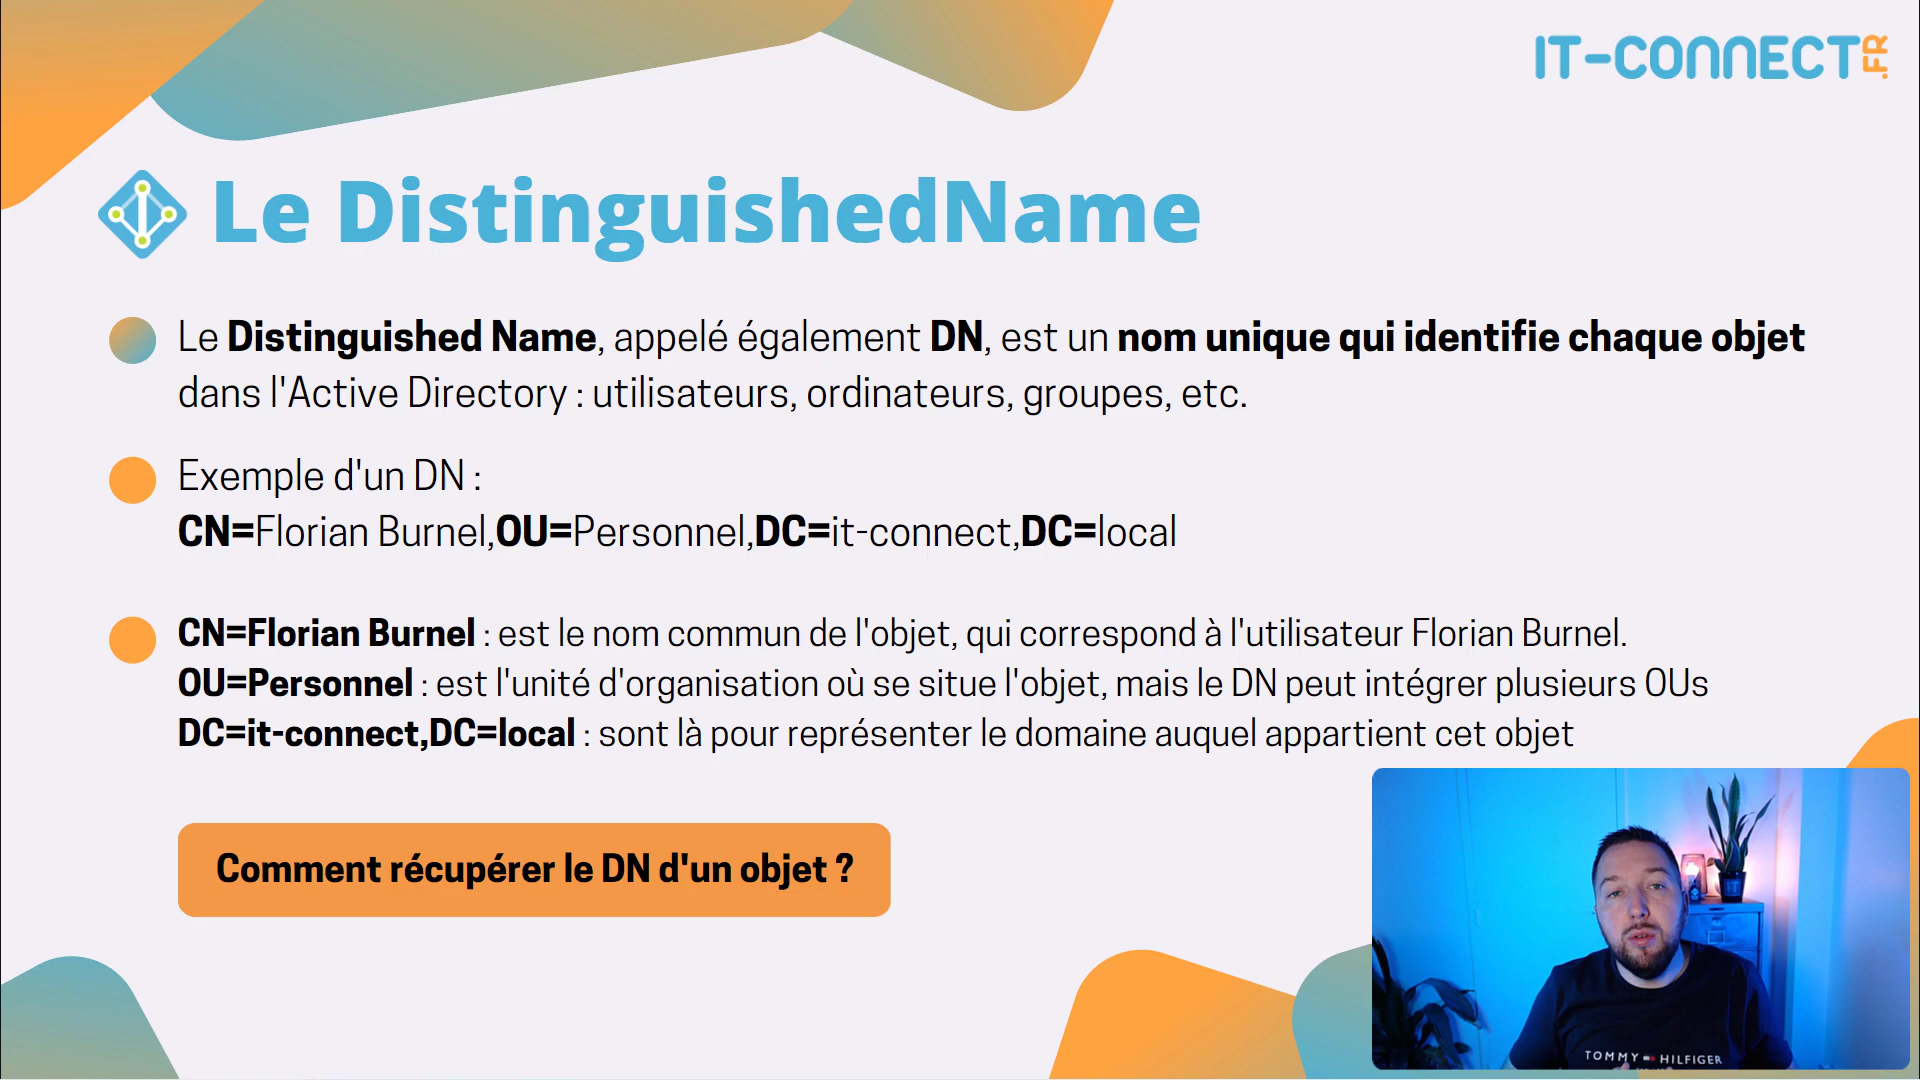 IT-CONNECT.FR
Le DistinguishedName
Le Distinguished Name, appelé également DN, est un nom unique qui identifie chaque objet
dans l'Active Directory : utilisateurs, ordinateurs, groupes, etc.
Exemple d'un DN :
CN=Florian Burnel,OU=Personnel,DC=it-connect,DC=local
CN=Florian Burnel : est le nom commun de l'objet, qui correspond à l'utilisateur Florian Burnel.
OU=Personnel : est l'unité d'organisation où se situe l'objet, mais le DN peut intégrer plusieurs OUs
DC=it-connect,DC=local : sont là pour représenter le domaine auquel appartient cet objet
Comment récupérer le DN d'un objet ?
TOMMY HILFIGER